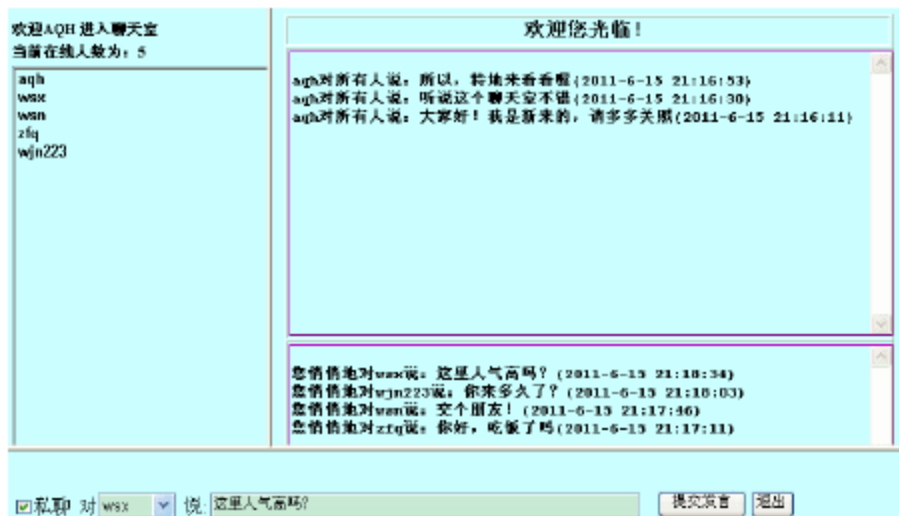 欢迎AQH 进入聊天室
当前在线人数为：5
aqh
wsx
wsn
zfq
wjn223
欢迎您光临！
aqh对所有人说：所以，特地来看看喔(2011-6-15 21:16:53)
aqh对所有人说：听说这个聊天室不错(2011-6-15 21:16:30)
aqh对所有人说：大家好！我是新来的，请多多关照(2011-6-15 21:16:11)
您悄悄地对wsx说：这里人气高吗？(2011-6-15 21:18:34)
您悄悄地对wjn223说：你来多久了？(2011-6-15 21:18:03)
您悄悄地对wsn说：交个朋友！(2011-6-15 21:17:46)
您悄悄地对zfq说：你好，吃饭了吗(2011-6-15 21:17:11)
私聊 对 wsx 说: 这里人气高吗? 提交发言 退出